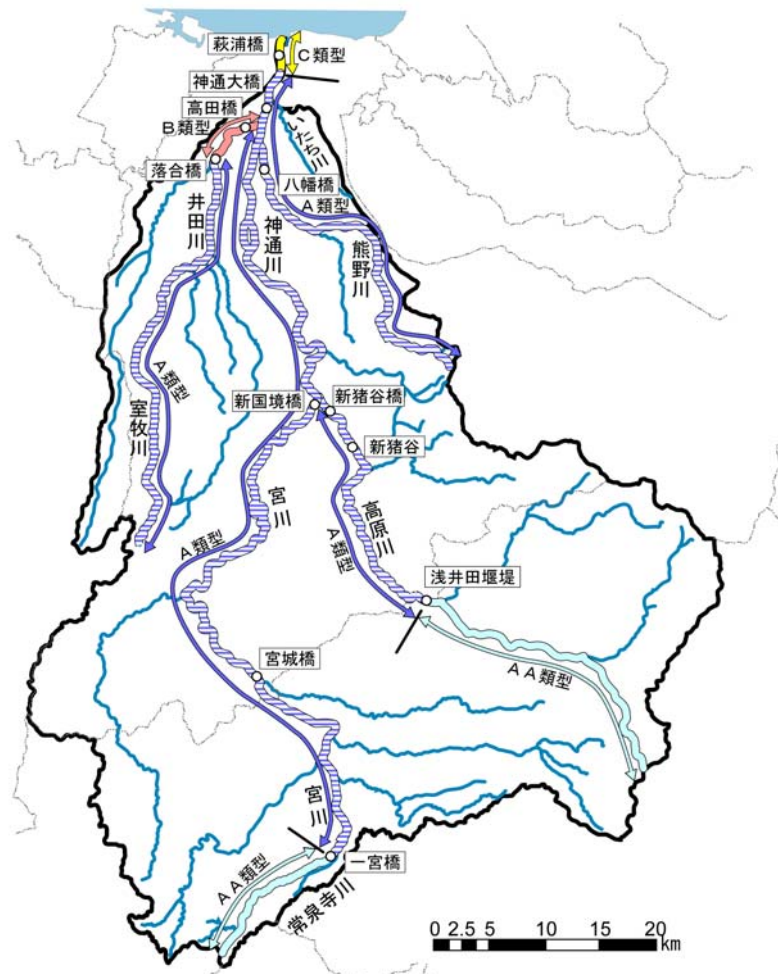 萩浦橋
C類型
神通大橋
高田橋
B類型
いたち川
落合橋
八幡橋
A類型
井田川
神通川
熊野川
A類型
新国境橋
新猪谷橋
室牧川
新猪谷
宮川
高原川
A類型
A類型
浅井田堰堤
宮城橋
AA類型
宮川
一宮橋
AA類型
常泉寺川
0 2.5 5 10 15 20
km